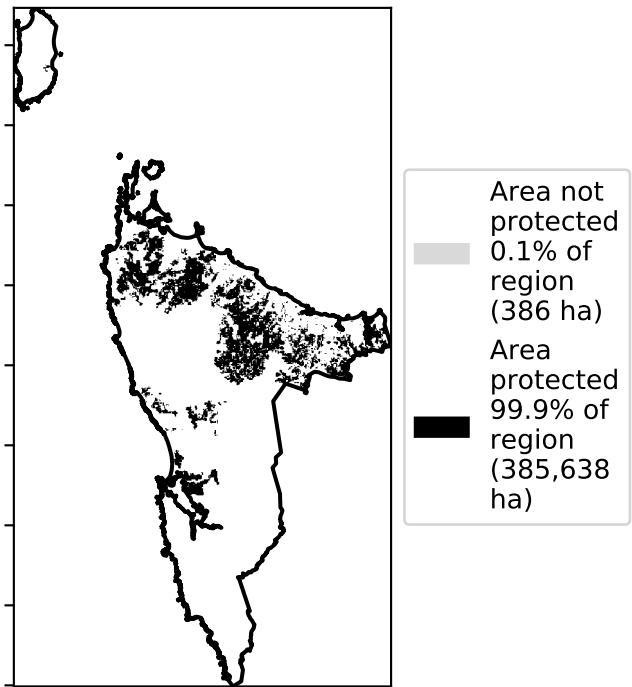 Area not
protected
0.1% of
region
(386 ha)
Area
protected
99.9% of
region
(385,638
ha)